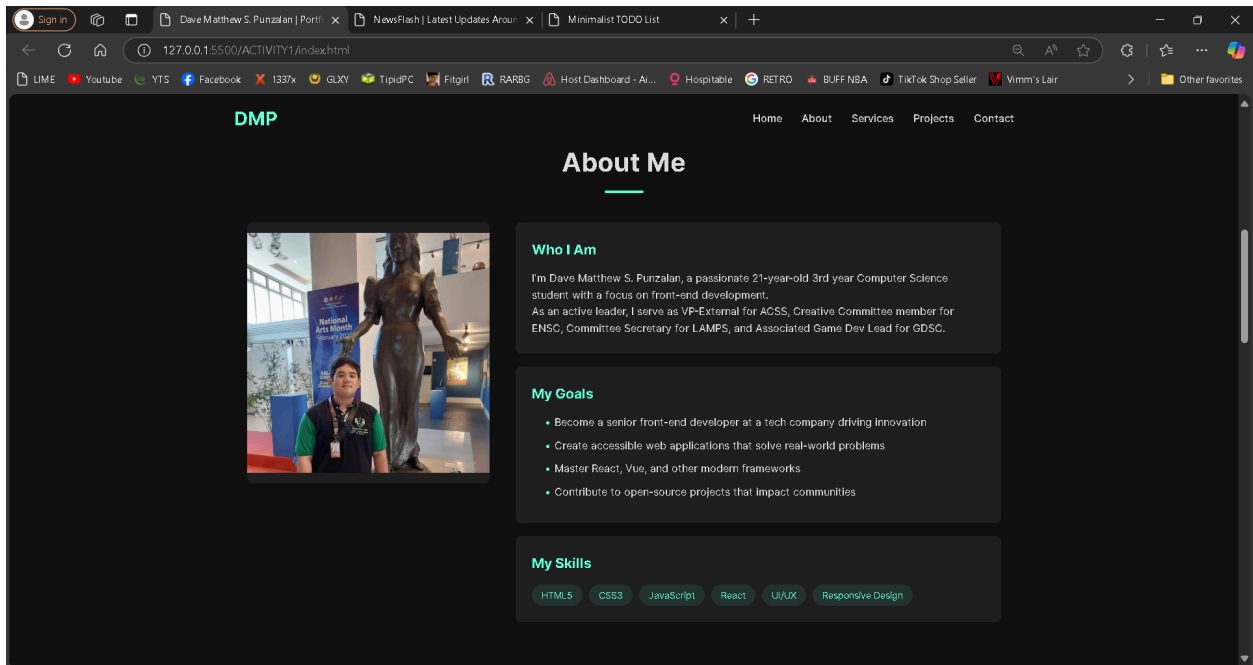 Sign in
Dave Matthew S. Punzalan | Portf
NewsFlash | Latest Updates Aroun
Minimalist TODO List
127.0.0.1:5500/ACTIVITY1/index.html
LIME Youtube YTS Facebook 1337x GLXY TipidPC Fitgirl RARBG Host Dashboard - Ai... Hospitable RETRO BUFF NBA TikTok Shop Seller Vimm's Lair Other favorites
DMP
Home About Services Projects Contact
About Me
National
Arts Month
Who I Am
I'm Dave Matthew S. Punzalan, a passionate 21-year-old 3rd year Computer Science
student with a focus on front-end development.
As an active leader, I serve as VP-External for ACSS, Creative Committee member for
ENSC, Committee Secretary for LAMPS, and Associated Game Dev Lead for GDSC.
My Goals
• Become a senior front-end developer at a tech company driving innovation
• Create accessible web applications that solve real-world problems
• Master React, Vue, and other modern frameworks
• Contribute to open-source projects that impact communities
My Skills
HTML5 CSS3 JavaScript React UI/UX Responsive Design